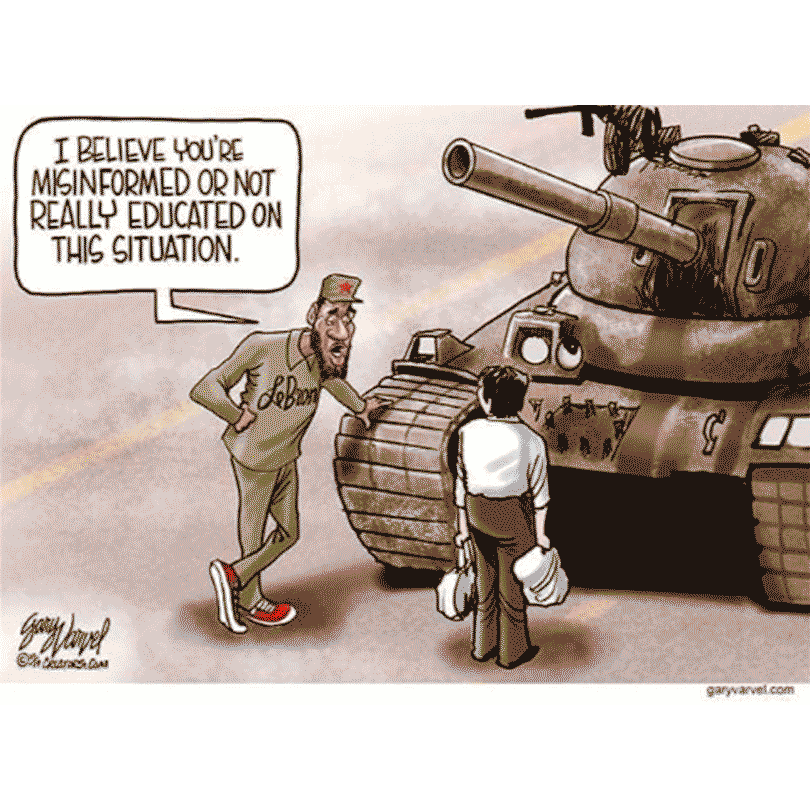 I BELIEVE YOU'RE
MISINFORMED OR NOT
REALLY EDUCATED ON
THIS SITUATION.
LeBron
Gary Varvel
garyvarvel.com